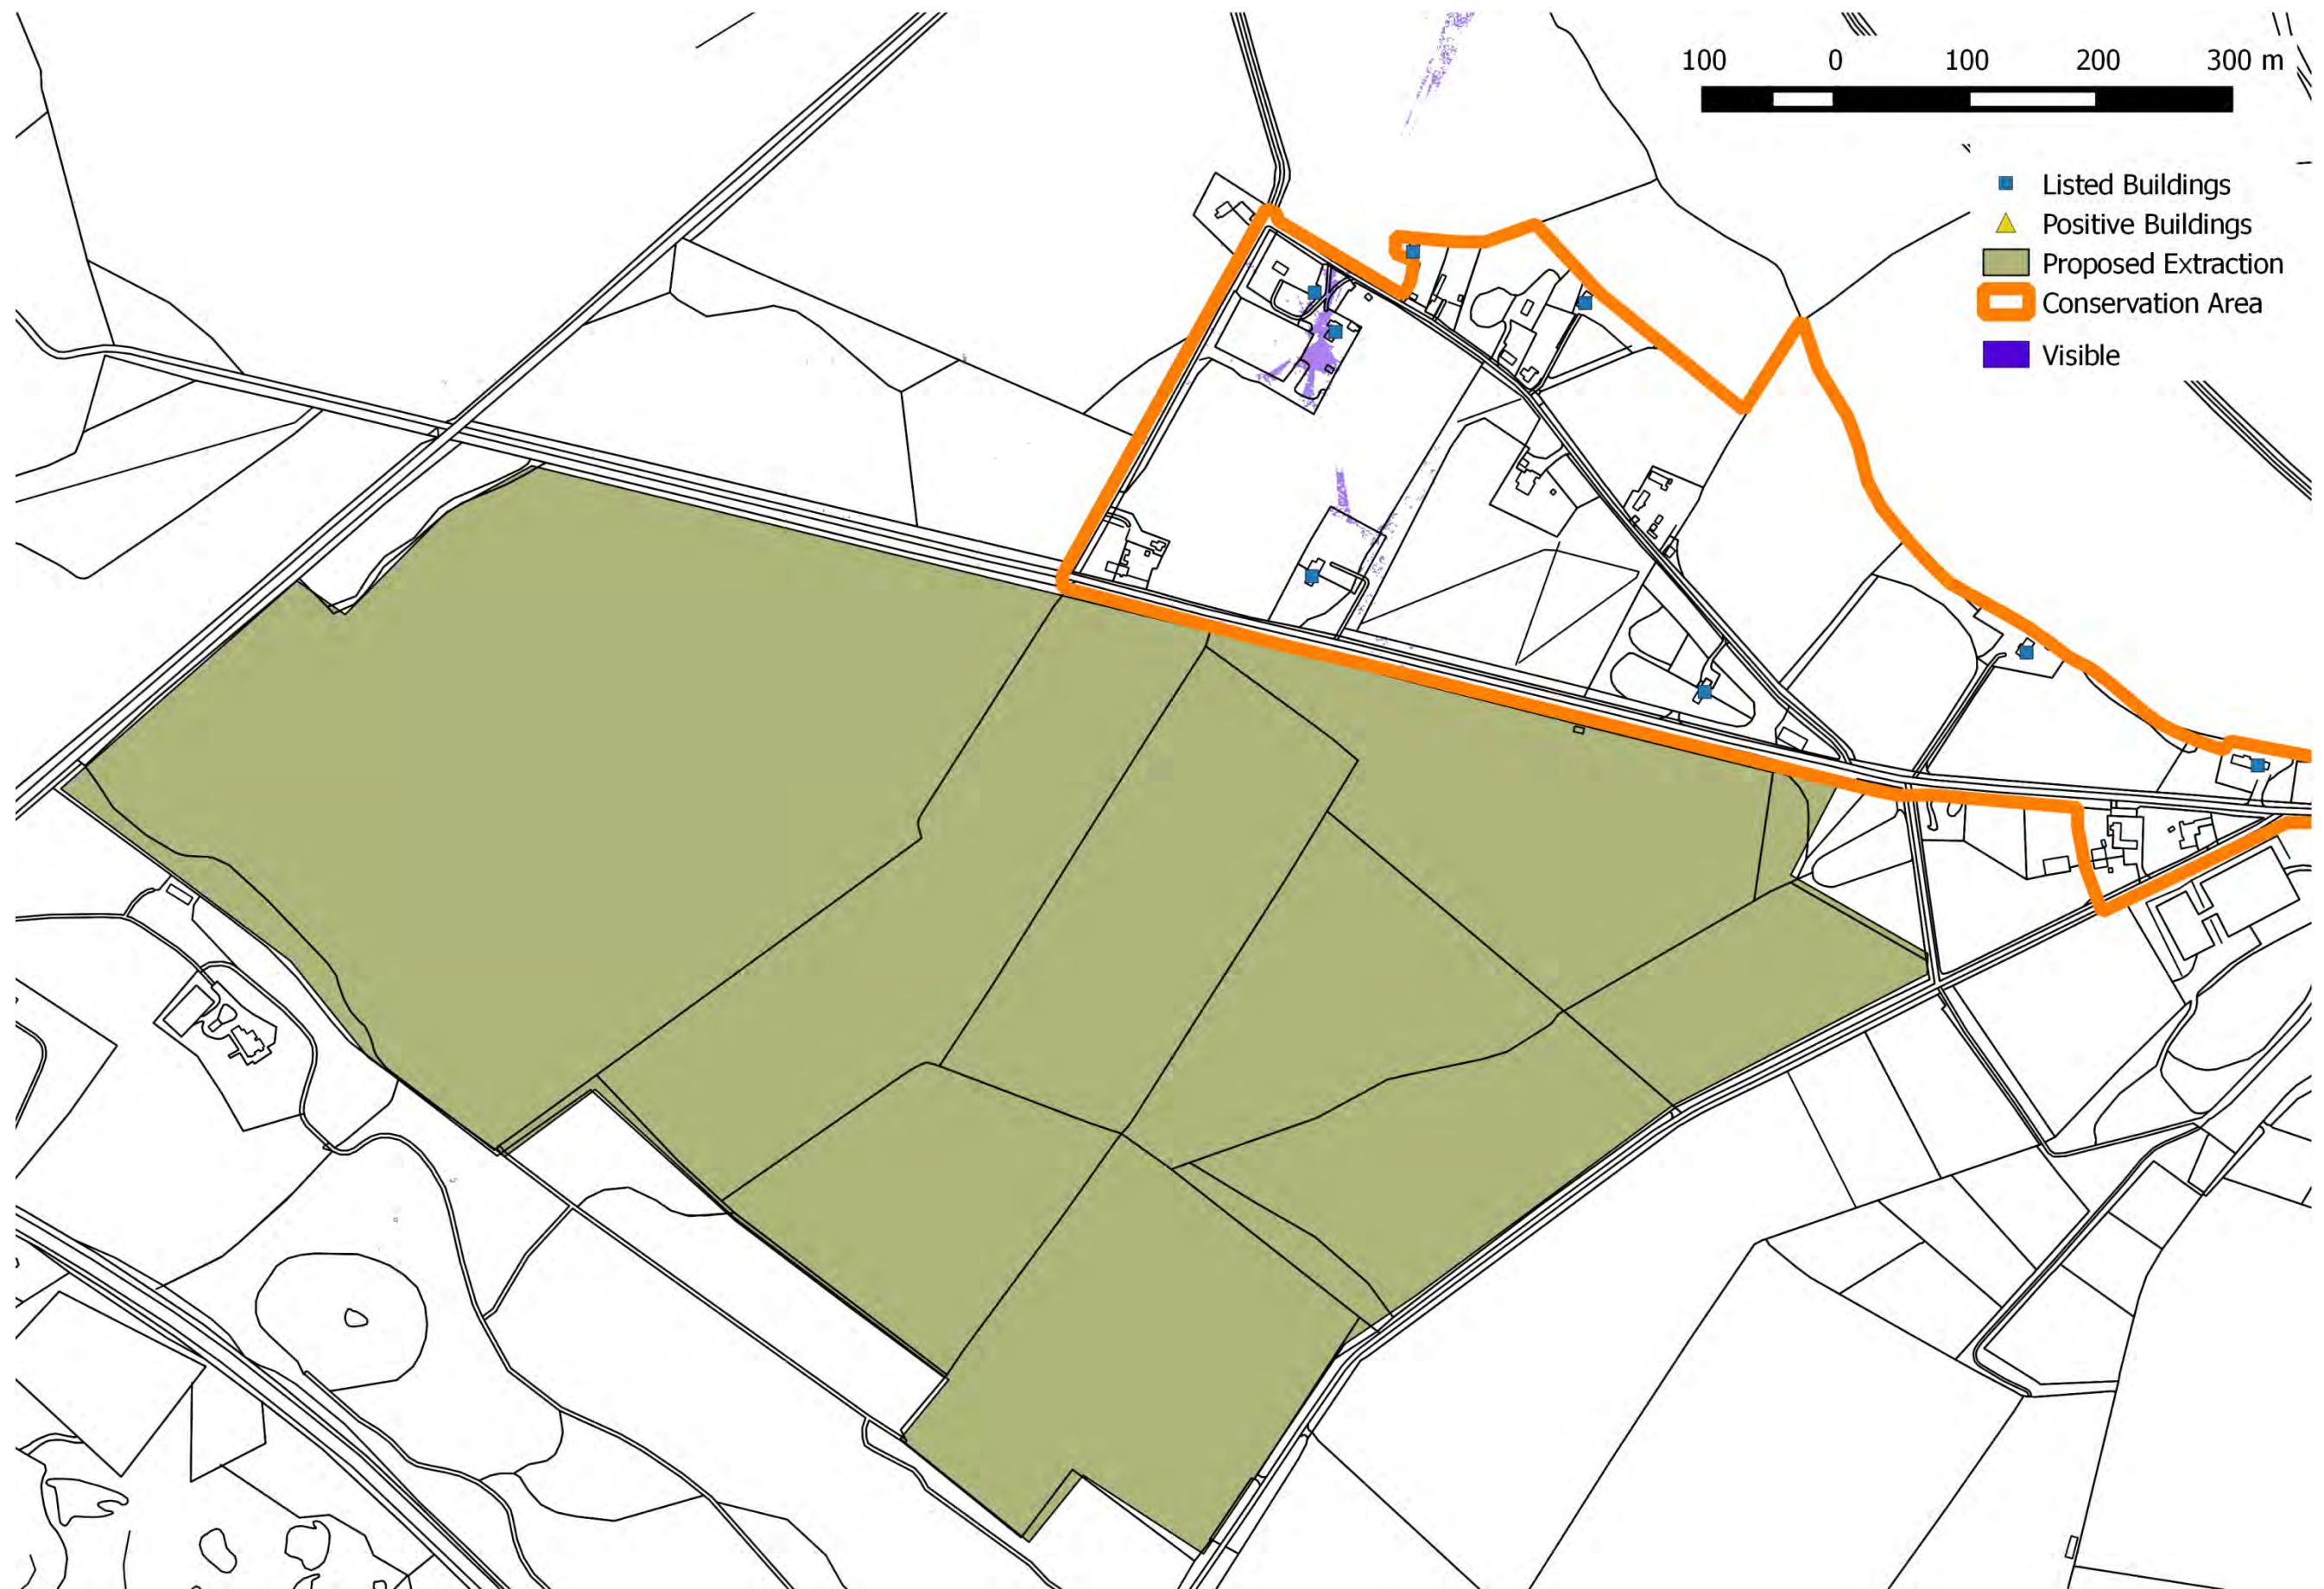 100 0 100 200 300 m
Listed Buildings
Positive Buildings
Proposed Extraction
Conservation Area
Visible